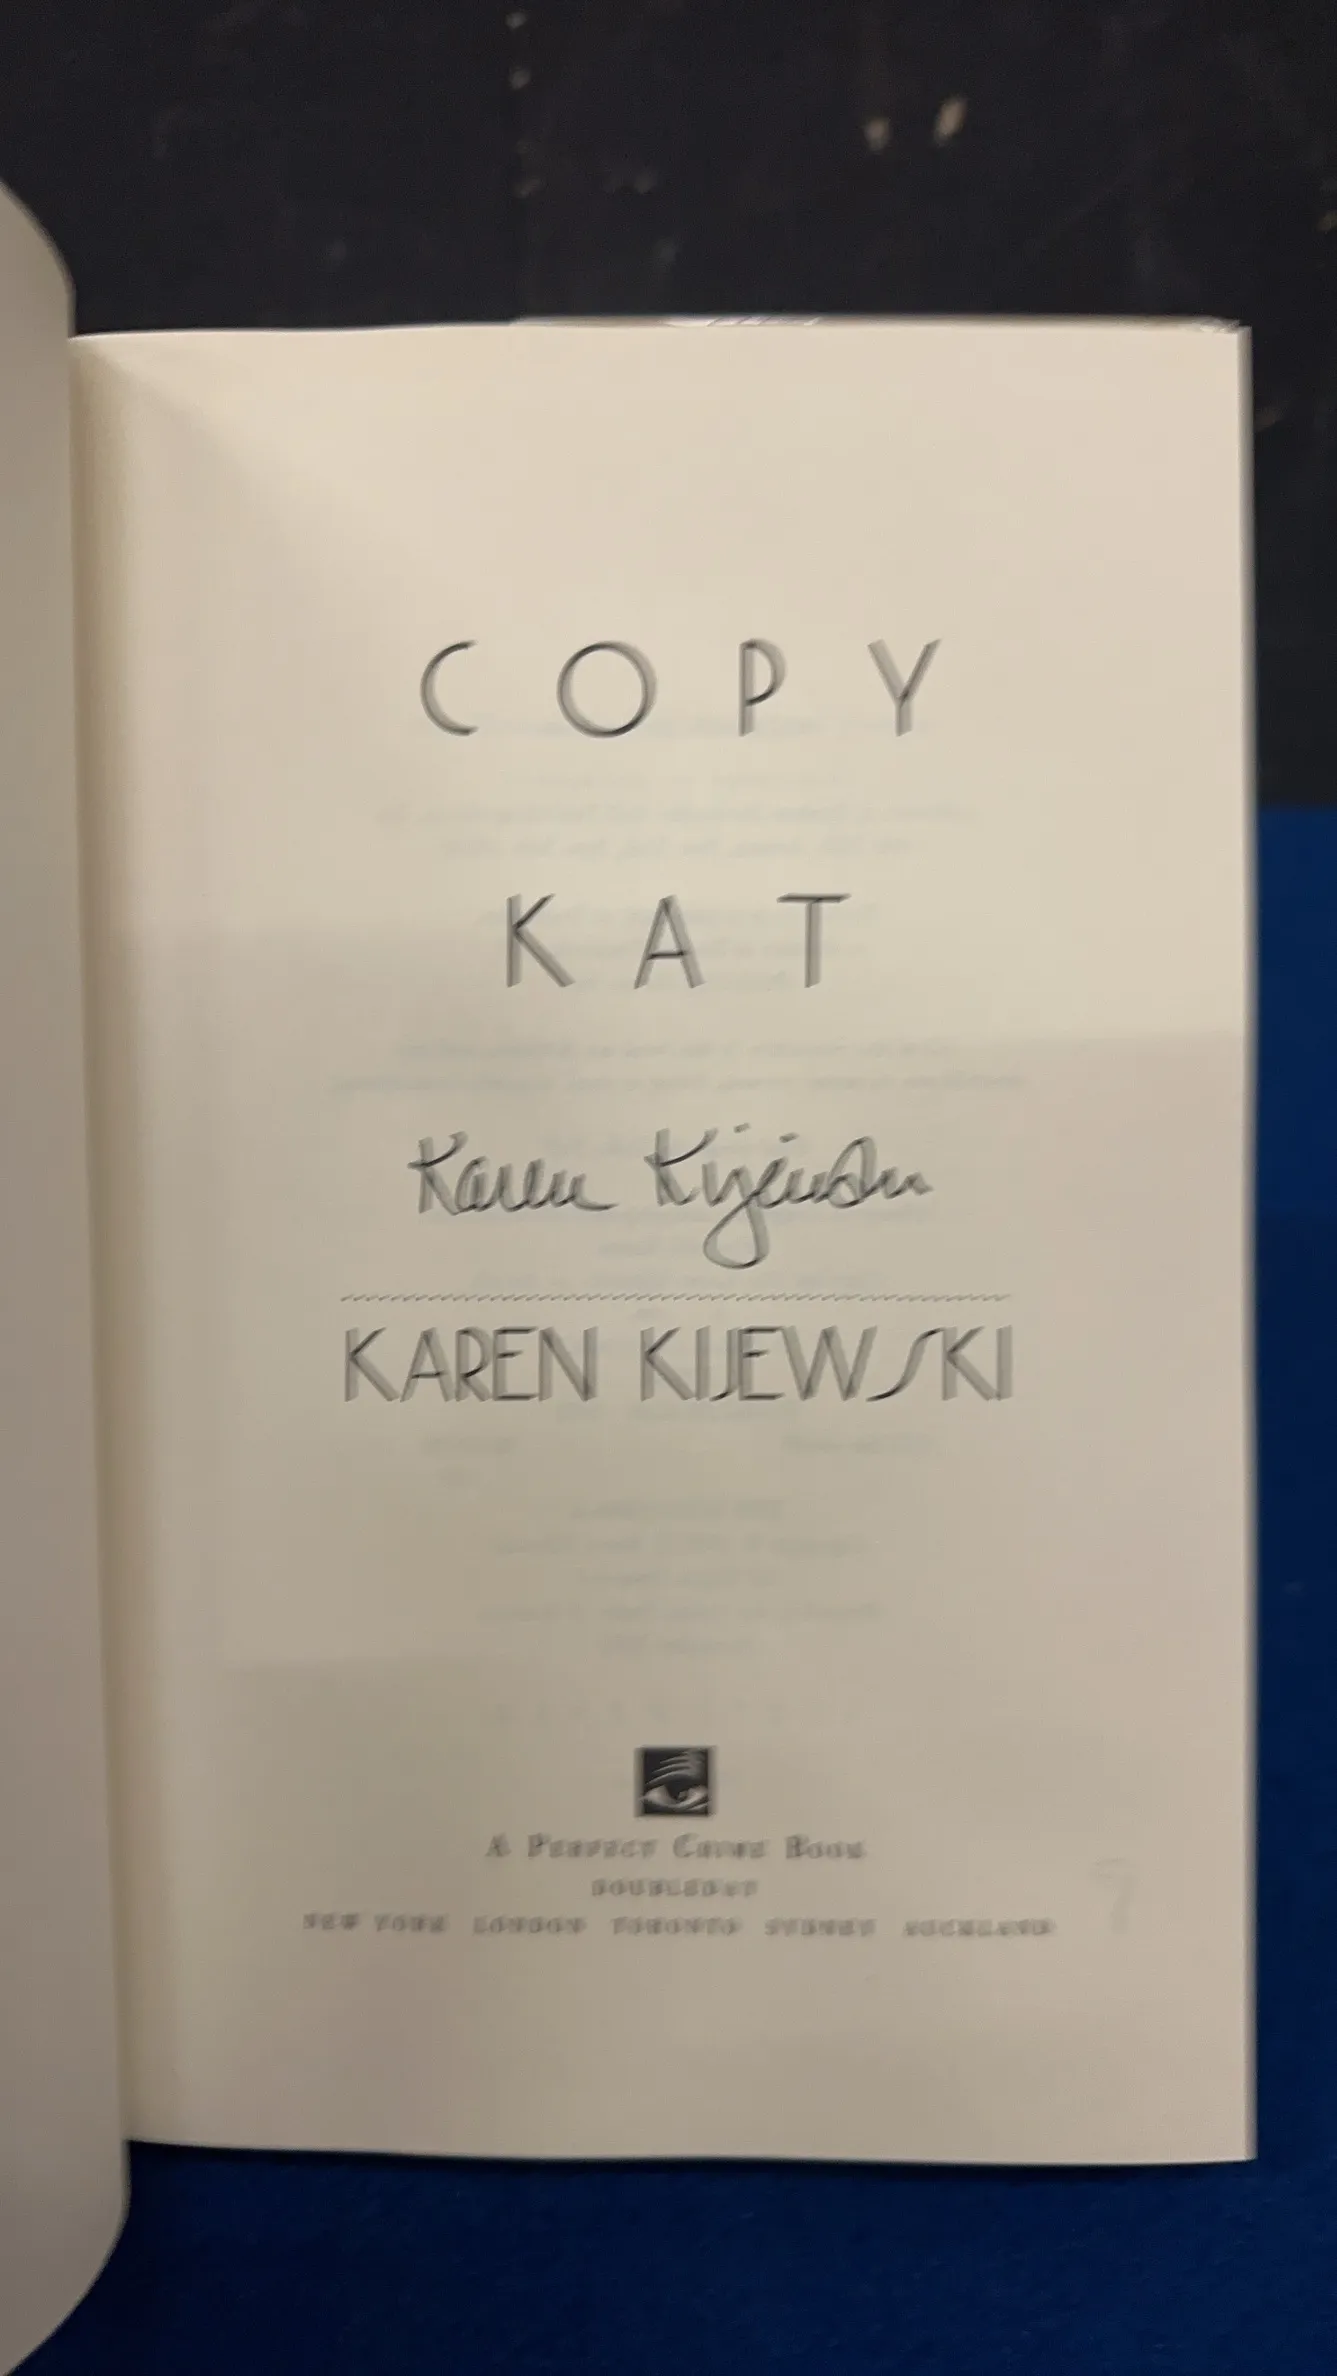 COPY
KAT
Karen Kijewski
KAREN KIJEWSKI
A PERFECT CRIME BOOK
DOUBLEDAY
NEW YORK LONDON TORONTO SYDNEY AUCKLAND